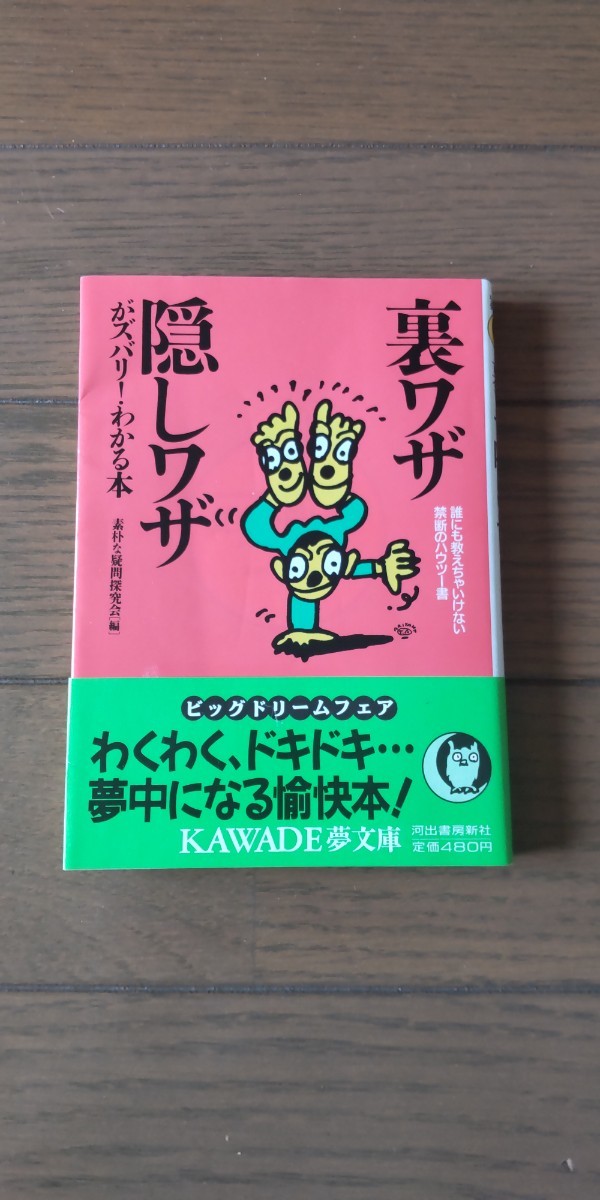 裏ワザ
隠しワザ
がズバリ!わかる本
誰にも教えちゃいけない
禁断のハウツー書
素朴な疑問探究会[編]
ビッグドリームフェア
わくわく、ドキドキ…
夢中になる愉快本!
KAWADE夢文庫
河出書房新社
定価480円